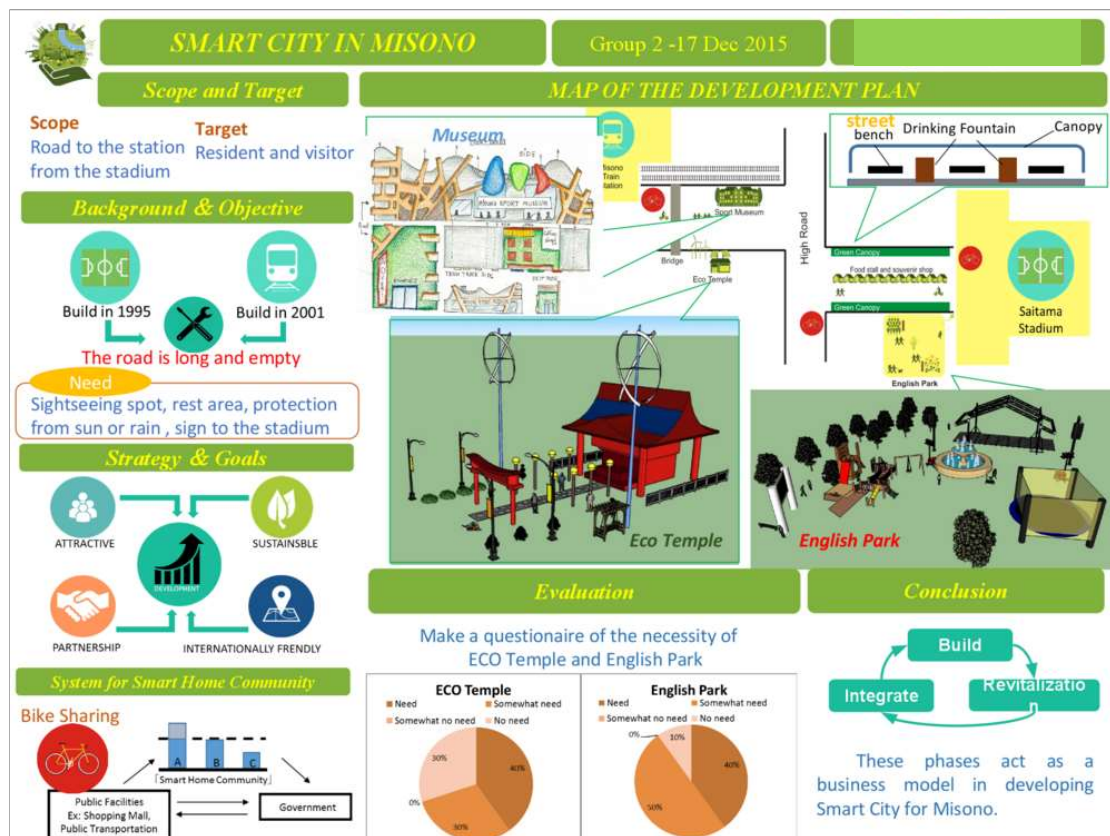 SMART CITY IN MISONO
Group 2 -17 Dec 2015
Scope and Target
Scope
Road to the station
from the stadium
Target
Resident and visitor
Background & Objective
Build in 1995
Build in 2001
The road is long and empty
Need
Sightseeing spot, rest area, protection
from sun or rain , sign to the stadium
Strategy & Goals
ATTRACTIVE
SUSTAINSBLE
DEVELOPMENT
PARTNERSHIP
INTERNATIONALLY FRENDLY
System for Smart Home Community
Bike Sharing
A
B
C
「Smart Home Community」
Public Facilities
Ex: Shopping Mall,
Public Transportation
Government
MAP OF THE DEVELOPMENT PLAN
Museum
SIDE
SPORT MUSEUM
Misono
Train
Station
Sport Museum
Bridge
Eco Temple
High Road
street
bench
Drinking Fountain
Canopy
Green Canopy
Food stall and souvenir shop
Green Canopy
Saitama
Stadium
English Park
Eco Temple
English Park
Evaluation
Make a questionaire of the necessity of
ECO Temple and English Park
ECO Temple
Need
Somewhat need
Somewhat no need
No need
30%
40%
0%
30%
English Park
Need
Somewhat need
Somewhat no need
No need
0%
10%
40%
50%
Conclusion
Build
Integrate
Revitalizatio
n
These phases act as a
business model in developing
Smart City for Misono.